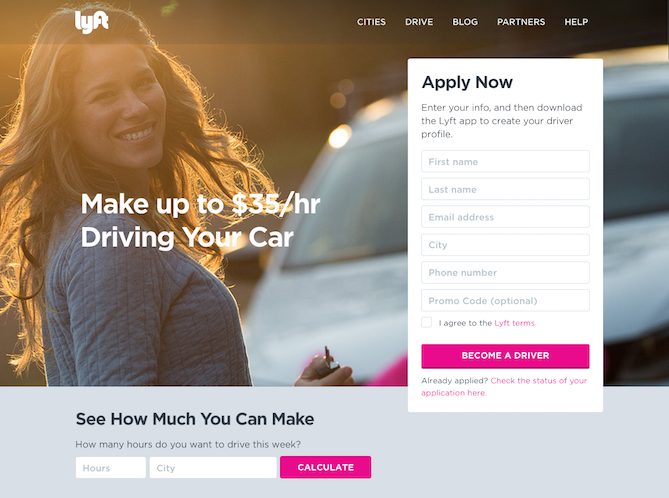 lyft
CITIES DRIVE BLOG PARTNERS HELP
Make up to $35/hr
Driving Your Car
Apply Now
Enter your info, and then download
the Lyft app to create your driver
profile.
First name
Last name
Email address
City
Phone number
Promo Code (optional)
I agree to the Lyft terms
BECOME A DRIVER
Already applied? Check the status of your
application here.
See How Much You Can Make
How many hours do you want to drive this week?
Hours City CALCULATE